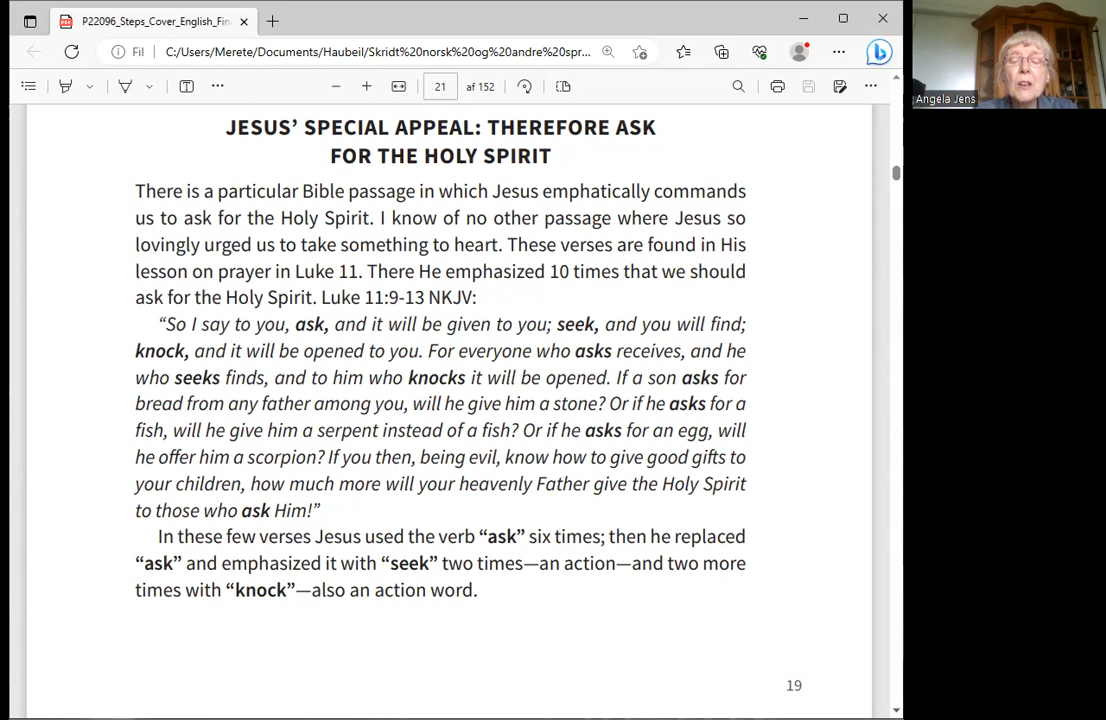 P22096_Steps_Cover_English_Fin
Fil
C:/Users/Merete/Documents/Haubeil/Skridt%20norsk%20og%20andre%20spr...
21 af 152
Angela Jens
JESUS’ SPECIAL APPEAL: THEREFORE ASK
FOR THE HOLY SPIRIT
There is a particular Bible passage in which Jesus emphatically commands
us to ask for the Holy Spirit. I know of no other passage where Jesus so
lovingly urged us to take something to heart. These verses are found in His
lesson on prayer in Luke 11. There He emphasized 10 times that we should
ask for the Holy Spirit. Luke 11:9-13 NKJV:
“So I say to you, ask, and it will be given to you; seek, and you will find;
knock, and it will be opened to you. For everyone who asks receives, and he
who seeks finds, and to him who knocks it will be opened. If a son asks for
bread from any father among you, will he give him a stone? Or if he asks for a
fish, will he give him a serpent instead of a fish? Or if he asks for an egg, will
he offer him a scorpion? If you then, being evil, know how to give good gifts to
your children, how much more will your heavenly Father give the Holy Spirit
to those who ask Him!”
In these few verses Jesus used the verb “ask” six times; then he replaced
“ask” and emphasized it with “seek” two times—an action—and two more
times with “knock”—also an action word.
19